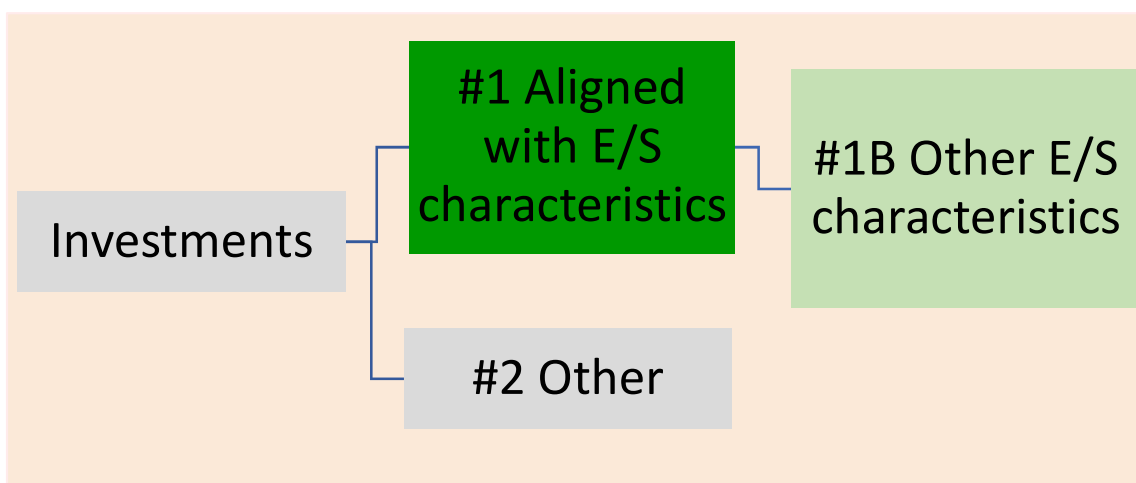 Investments
#1 Aligned
with E/S
characteristics
#1B Other E/S
characteristics
#2 Other